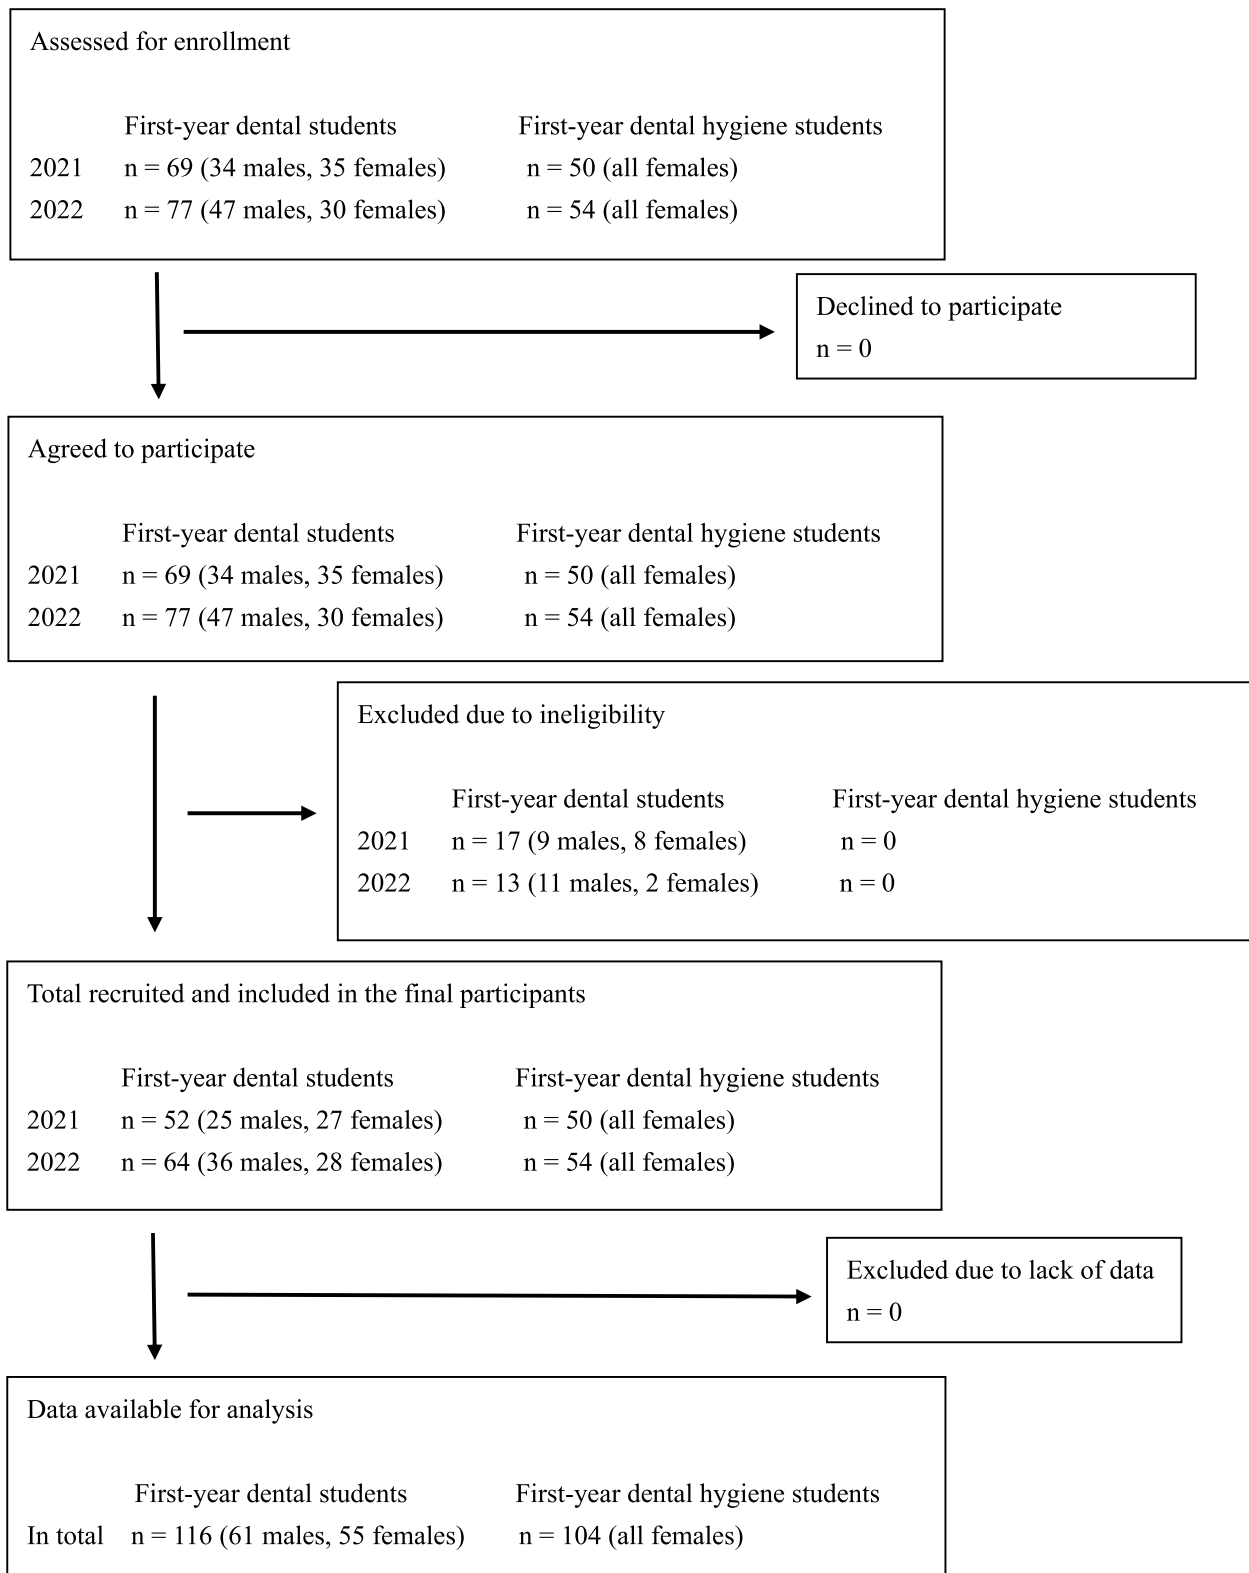 Assessed for enrollment
First-year dental students First-year dental hygiene students
2021 n = 69 (34 males, 35 females) n = 50 (all females)
2022 n = 77 (47 males, 30 females) n = 54 (all females)
Declined to participate
n = 0
Agreed to participate
First-year dental students First-year dental hygiene students
2021 n = 69 (34 males, 35 females) n = 50 (all females)
2022 n = 77 (47 males, 30 females) n = 54 (all females)
Excluded due to ineligibility
First-year dental students First-year dental hygiene students
2021 n = 17 (9 males, 8 females) n = 0
2022 n = 13 (11 males, 2 females) n = 0
Total recruited and included in the final participants
First-year dental students First-year dental hygiene students
2021 n = 52 (25 males, 27 females) n = 50 (all females)
2022 n = 64 (36 males, 28 females) n = 54 (all females)
Excluded due to lack of data
n = 0
Data available for analysis
First-year dental students First-year dental hygiene students
In total n = 116 (61 males, 55 females) n = 104 (all females)